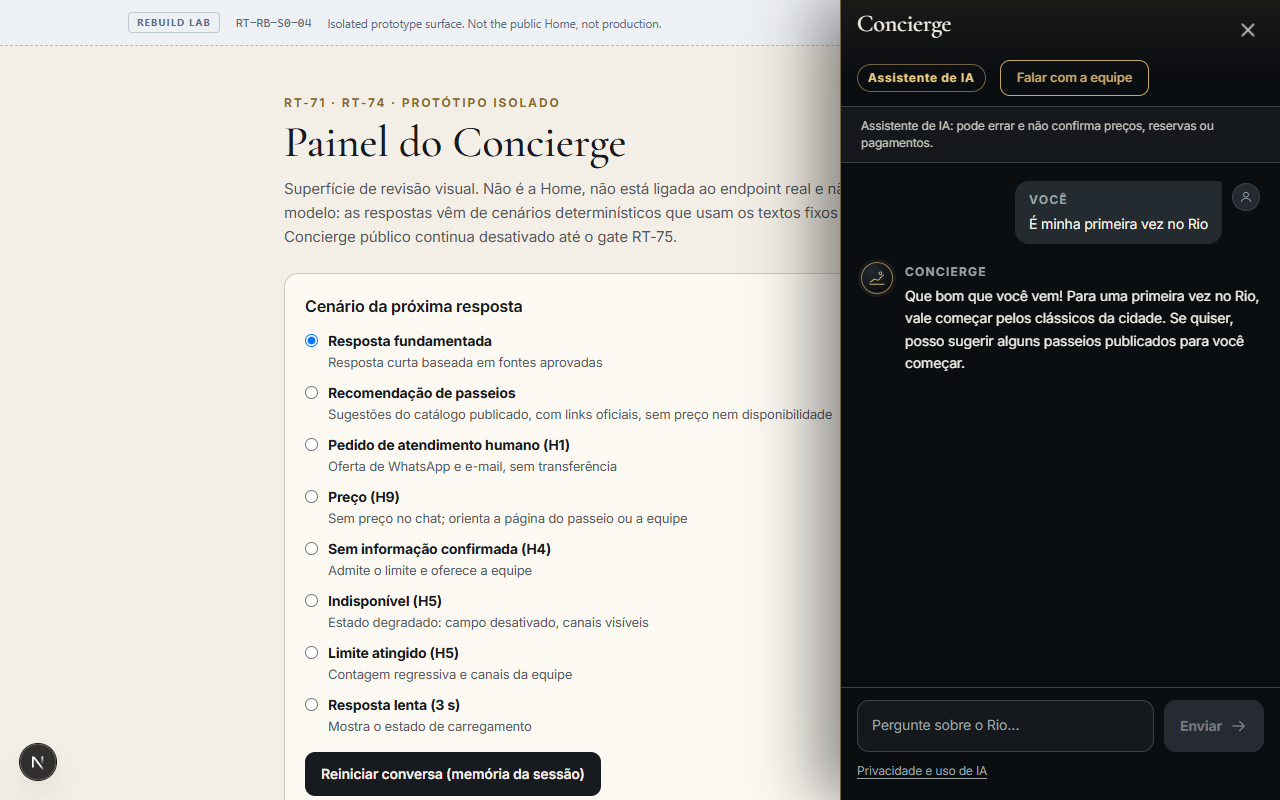 REBUILD LAB RT-RB-S0-04 Isolated prototype surface. Not the public Home, not production.
RT-71 · RT-74 · PROTÓTIPO ISOLADO
Painel do Concierge
Superfície de revisão visual. Não é a Home, não está ligada ao endpoint real e
modelo: as respostas vêm de cenários determinísticos que usam os textos fixos
Concierge público continua desativado até o gate RT-75.
Cenário da próxima resposta
Resposta fundamentada
Resposta curta baseada em fontes aprovadas
Recomendação de passeios
Sugestões do catálogo publicado, com links oficiais, sem preço nem disponibilidade
Pedido de atendimento humano (H1)
Oferta de WhatsApp e e-mail, sem transferência
Preço (H9)
Sem preço no chat; orienta a página do passeio ou a equipe
Sem informação confirmada (H4)
Admite o limite e oferece a equipe
Indisponível (H5)
Estado degradado: campo desativado, canais visíveis
Limite atingido (H5)
Contagem regressiva e canais da equipe
Resposta lenta (3 s)
Mostra o estado de carregamento
Reiniciar conversa (memória da sessão)
N
Concierge
Assistente de IA Falar com a equipe
Assistente de IA: pode errar e não confirma preços, reservas ou
pagamentos.
VOCÊ
É minha primeira vez no Rio
CONCIERGE
Que bom que você vem! Para uma primeira vez no Rio,
vale começar pelos clássicos da cidade. Se quiser,
posso sugerir alguns passeios publicados para você
começar.
Pergunte sobre o Rio...
Enviar →
Privacidade e uso de IA